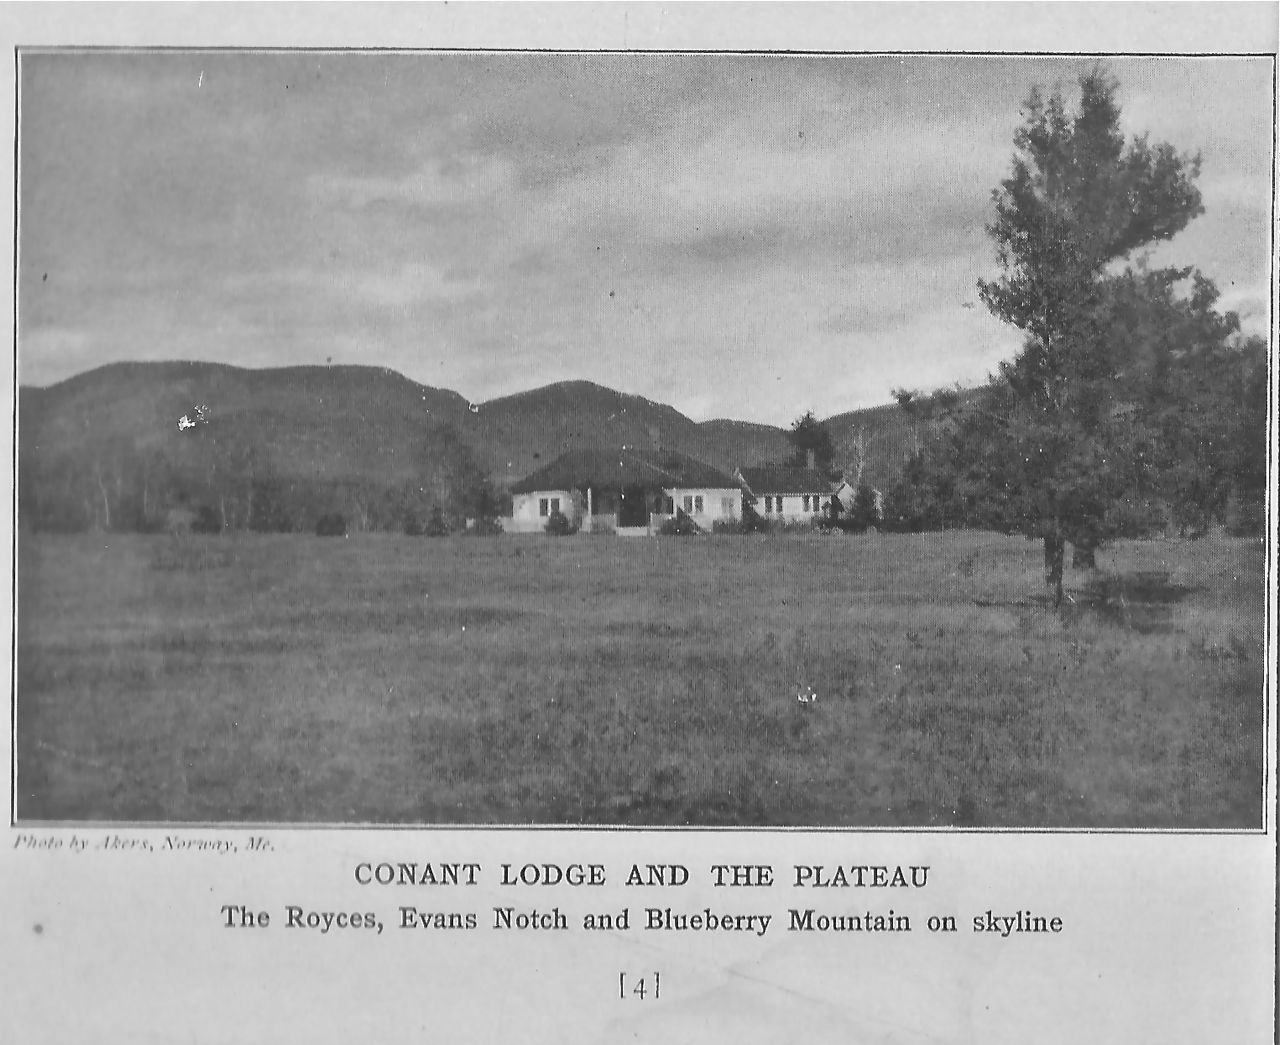 Photo by Akers, Norway, Me.
CONANT LODGE AND THE PLATEAU
The Royces, Evans Notch and Blueberry Mountain on skyline
[4]